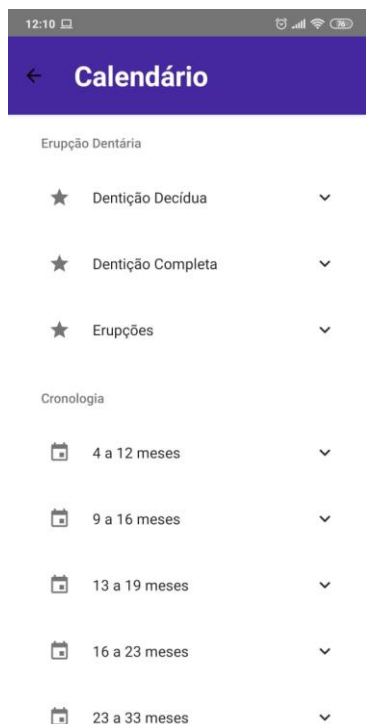 12:10
76
Calendário
Erupção Dentária
Dentição Decídua
Dentição Completa
Erupções
Cronologia
4 a 12 meses
9 a 16 meses
13 a 19 meses
16 a 23 meses
23 a 33 meses